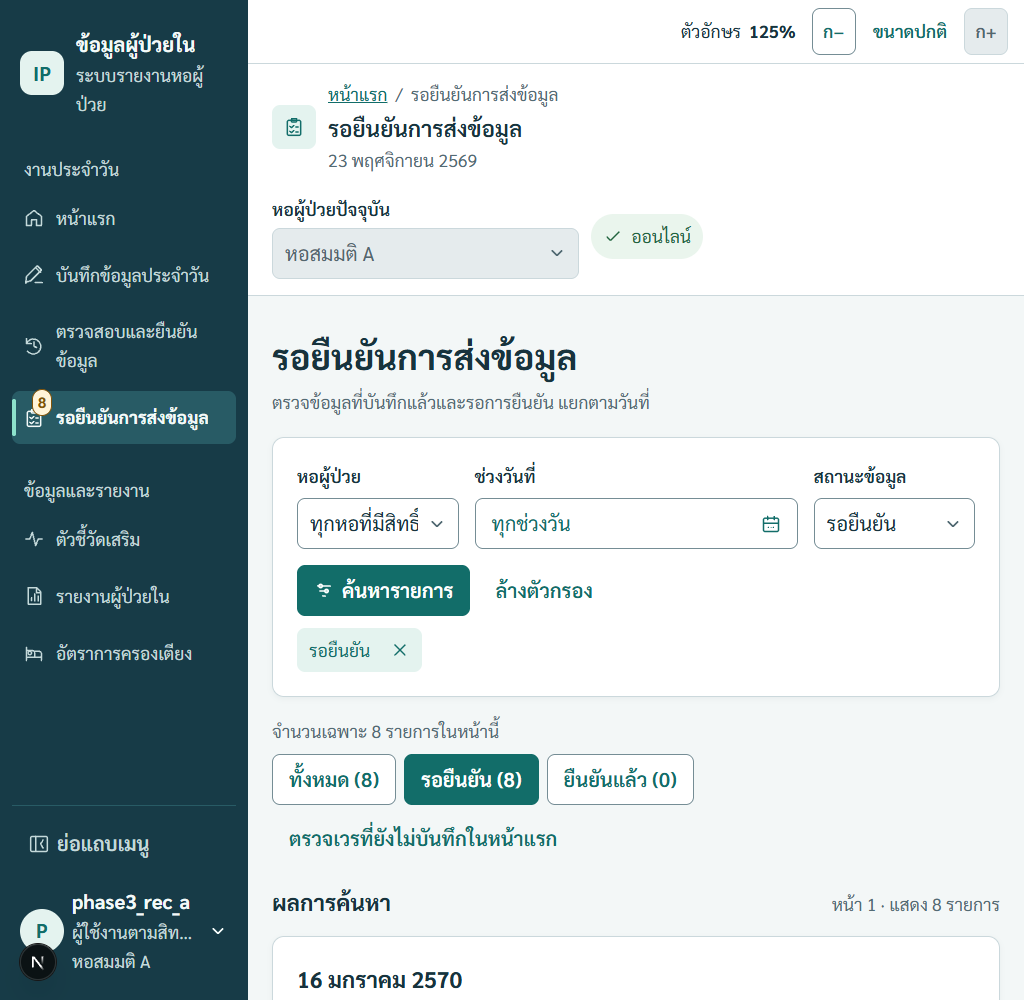 IP
ข้อมูลผู้ป่วยใน
ระบบรายงานหอผู้
ป่วย
งานประจำวัน
หน้าแรก
บันทึกข้อมูลประจำวัน
ตรวจสอบและยืนยัน
ข้อมูล
8
รอยืนยันการส่งข้อมูล
ข้อมูลและรายงาน
ตัวชี้วัดเสริม
รายงานผู้ป่วยใน
อัตราการครองเตียง
ย่อแถบเมนู
P
phase3_rec_a
ผู้ใช้งานตามสิท...
หอสมมติ A
N
ตัวอักษร 125% ก− ขนาดปกติ ก+
หน้าแรก / รอยืนยันการส่งข้อมูล
รอยืนยันการส่งข้อมูล
23 พฤศจิกายน 2569
หอผู้ป่วยปัจจุบัน
หอสมมติ A
ออนไลน์
รอยืนยันการส่งข้อมูล
ตรวจข้อมูลที่บันทึกแล้วและรอการยืนยัน แยกตามวันที่
หอผู้ป่วย ช่วงวันที่ สถานะข้อมูล
ทุกหอที่มีสิทธิ์ ทุกช่วงวัน รอยืนยัน
ค้นหารายการ ล้างตัวกรอง
รอยืนยัน
จำนวนเฉพาะ 8 รายการในหน้านี้
ทั้งหมด (8) รอยืนยัน (8) ยืนยันแล้ว (0)
ตรวจเวรที่ยังไม่บันทึกในหน้าแรก
ผลการค้นหา หน้า 1 · แสดง 8 รายการ
16 มกราคม 2570